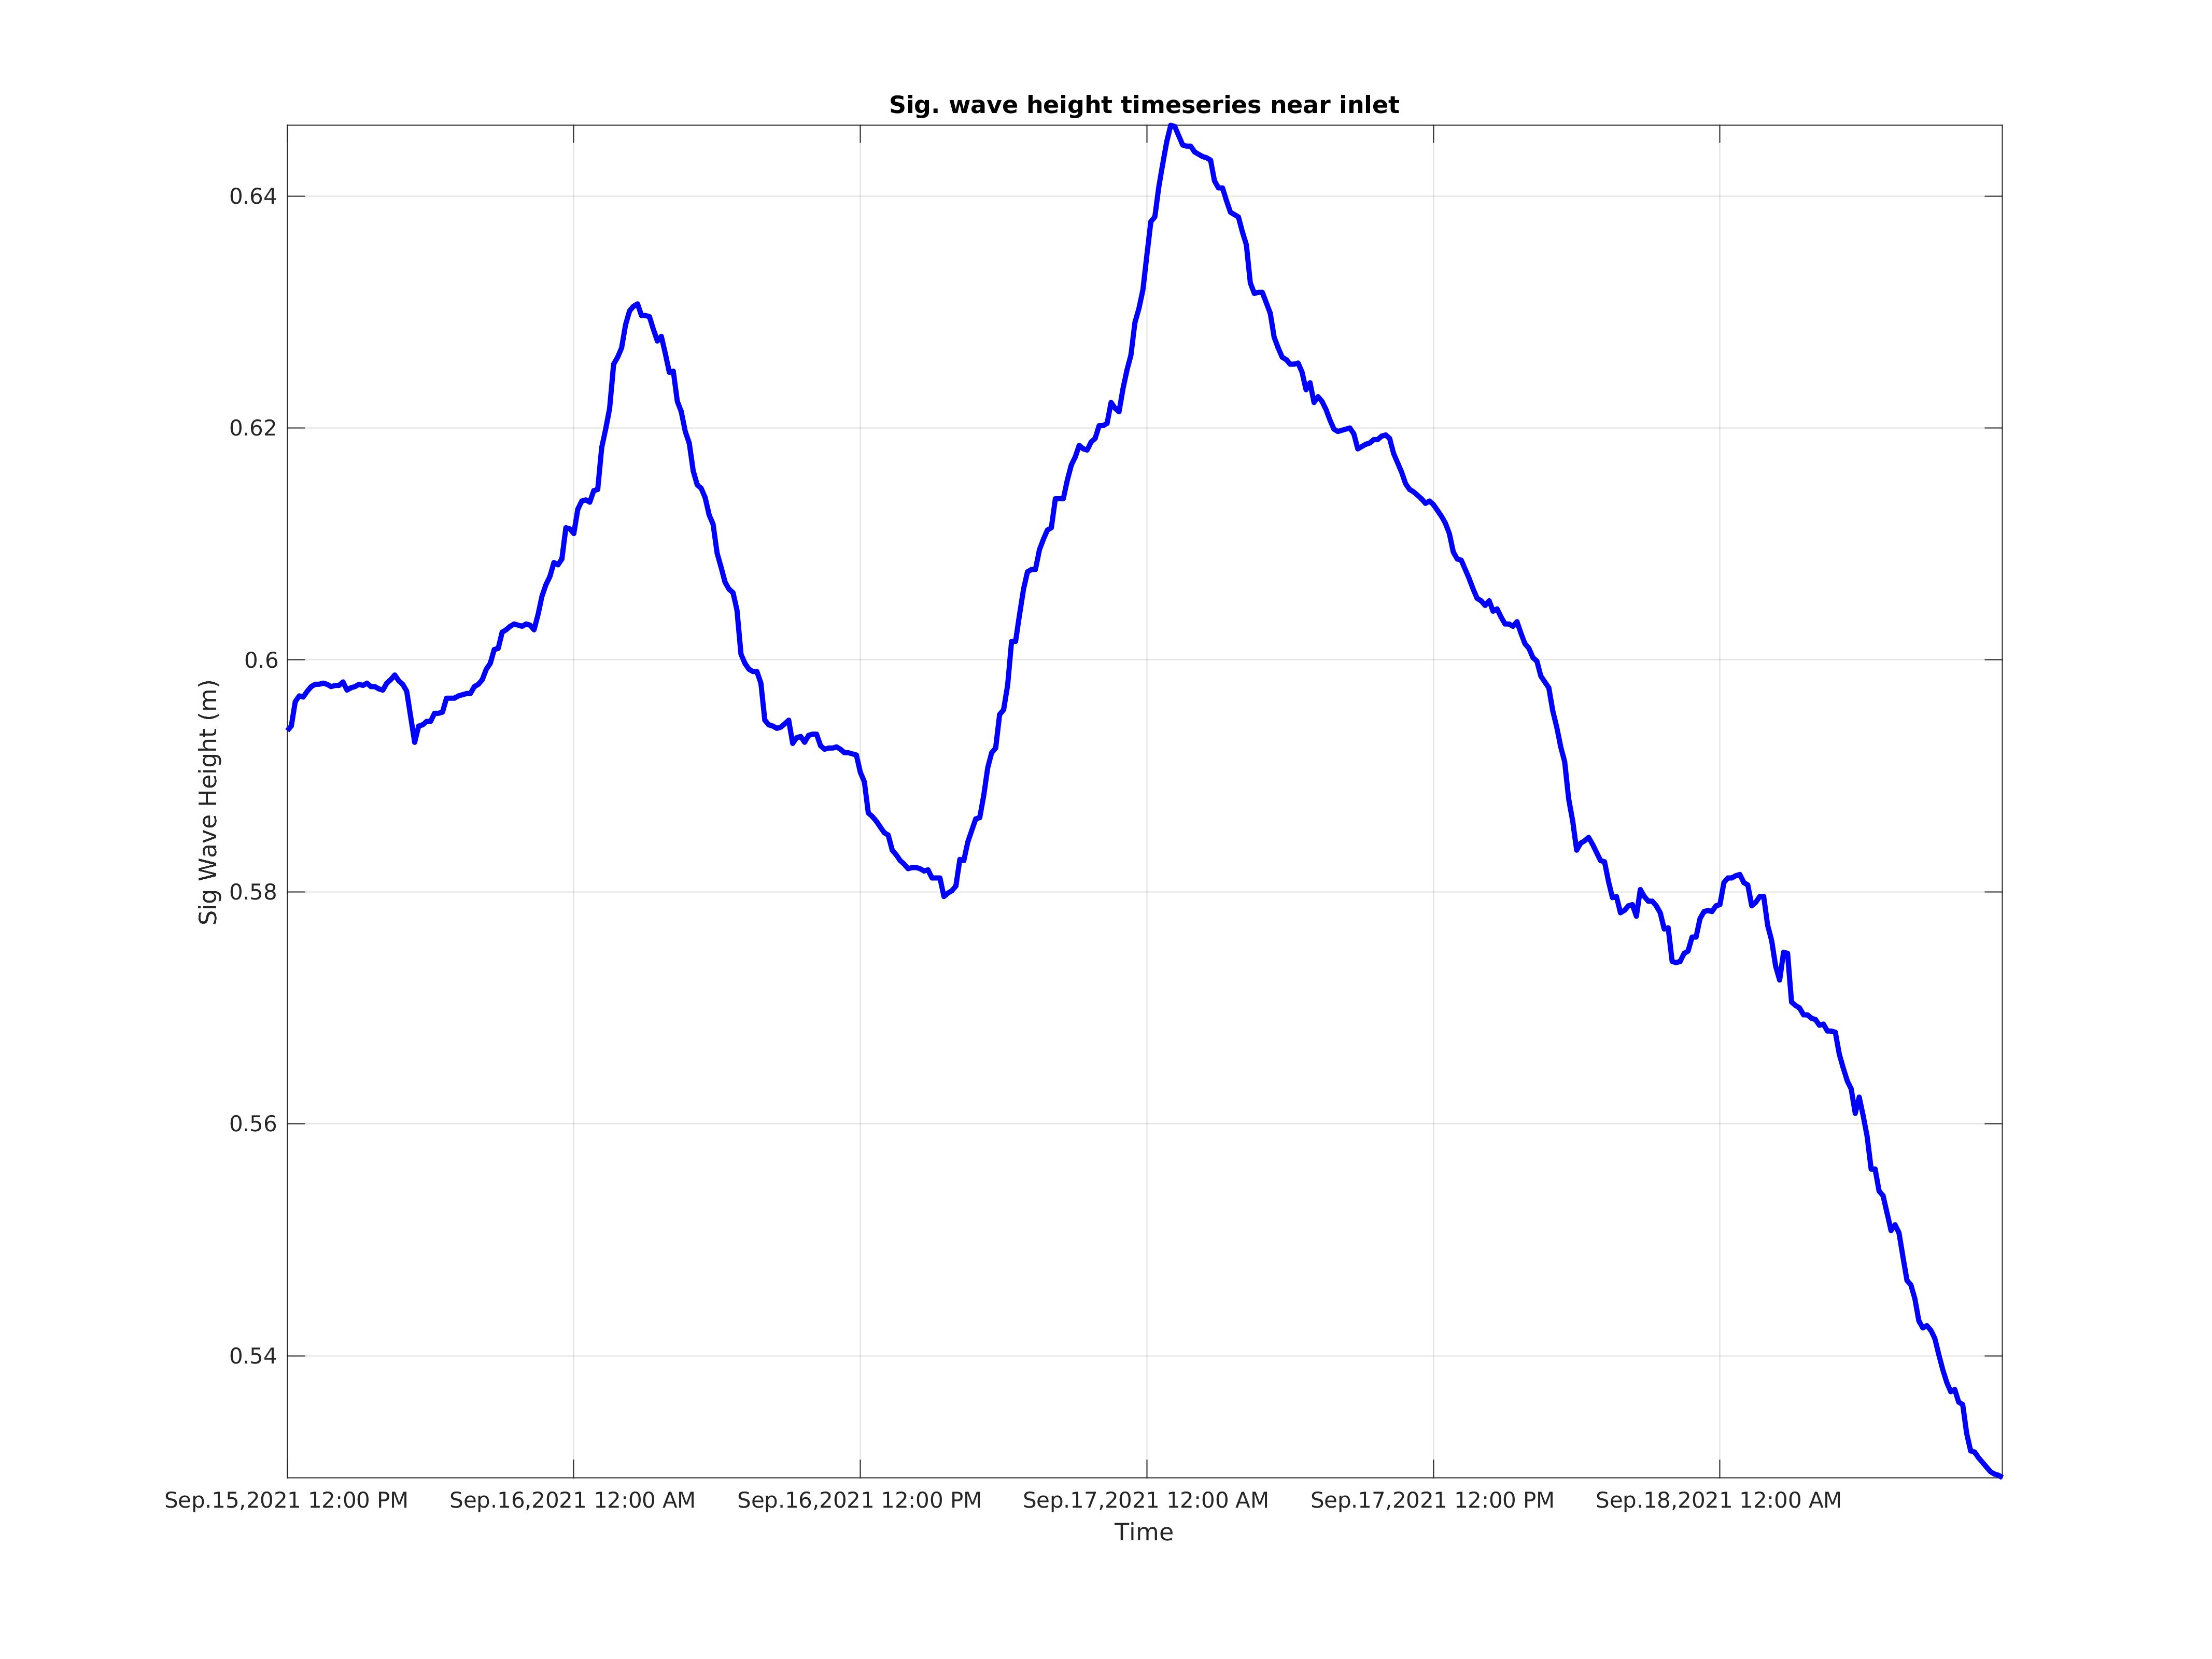 Sig. wave height timeseries near inlet
0.64
0.62
0.6
0.58
0.56
0.54
Sig Wave Height (m)
Sep.15,2021 12:00 PM Sep.16,2021 12:00 AM Sep.16,2021 12:00 PM Sep.17,2021 12:00 AM Sep.17,2021 12:00 PM Sep.18,2021 12:00 AM
Time